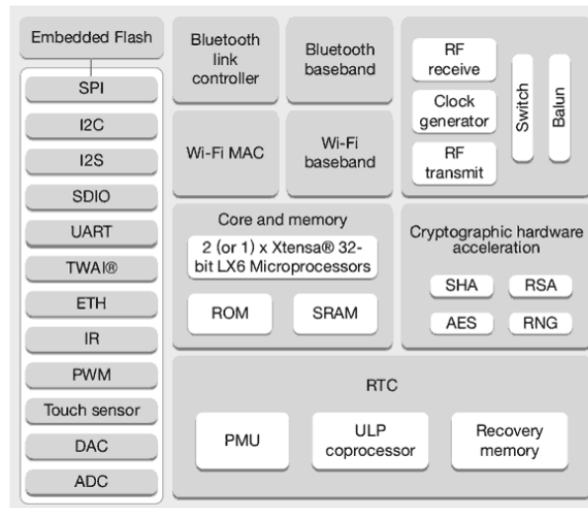 Embedded Flash
SPI
I2C
I2S
SDIO
UART
TWAI®
ETH
IR
PWM
Touch sensor
DAC
ADC
Bluetooth
link
controller
Bluetooth
baseband
Wi-Fi MAC
Wi-Fi
baseband
RF
receive
Clock
generator
RF
transmit
Switch
Balun
Core and memory
2 (or 1) x Xtensa® 32-
bit LX6 Microprocessors
ROM
SRAM
Cryptographic hardware
acceleration
SHA
RSA
AES
RNG
RTC
PMU
ULP
coprocessor
Recovery
memory